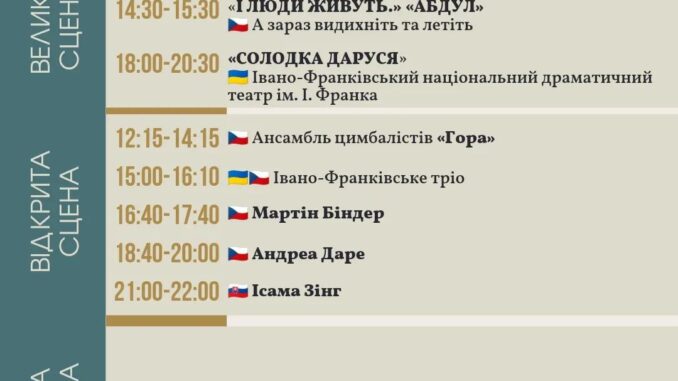 ВЕЛИК
СЦЕНА
14:30-15:30 «І ЛЮДИ ЖИВУТЬ.» «АБДУЛ»
А зараз видихніть та летіть
18:00-20:30 «СОЛОДКА ДАРУСЯ»
Івано-Франківський національний драматичний
театр ім. І. Франка
ВІДКРИТА
СЦЕНА
12:15-14:15 Ансамбль цимбалістів «Гора»
15:00-16:10 Івано-Франківське тріо
16:40-17:40 Мартін Біндер
18:40-20:00 Андреа Даре
21:00-22:00 Ісама Зінг
А
А